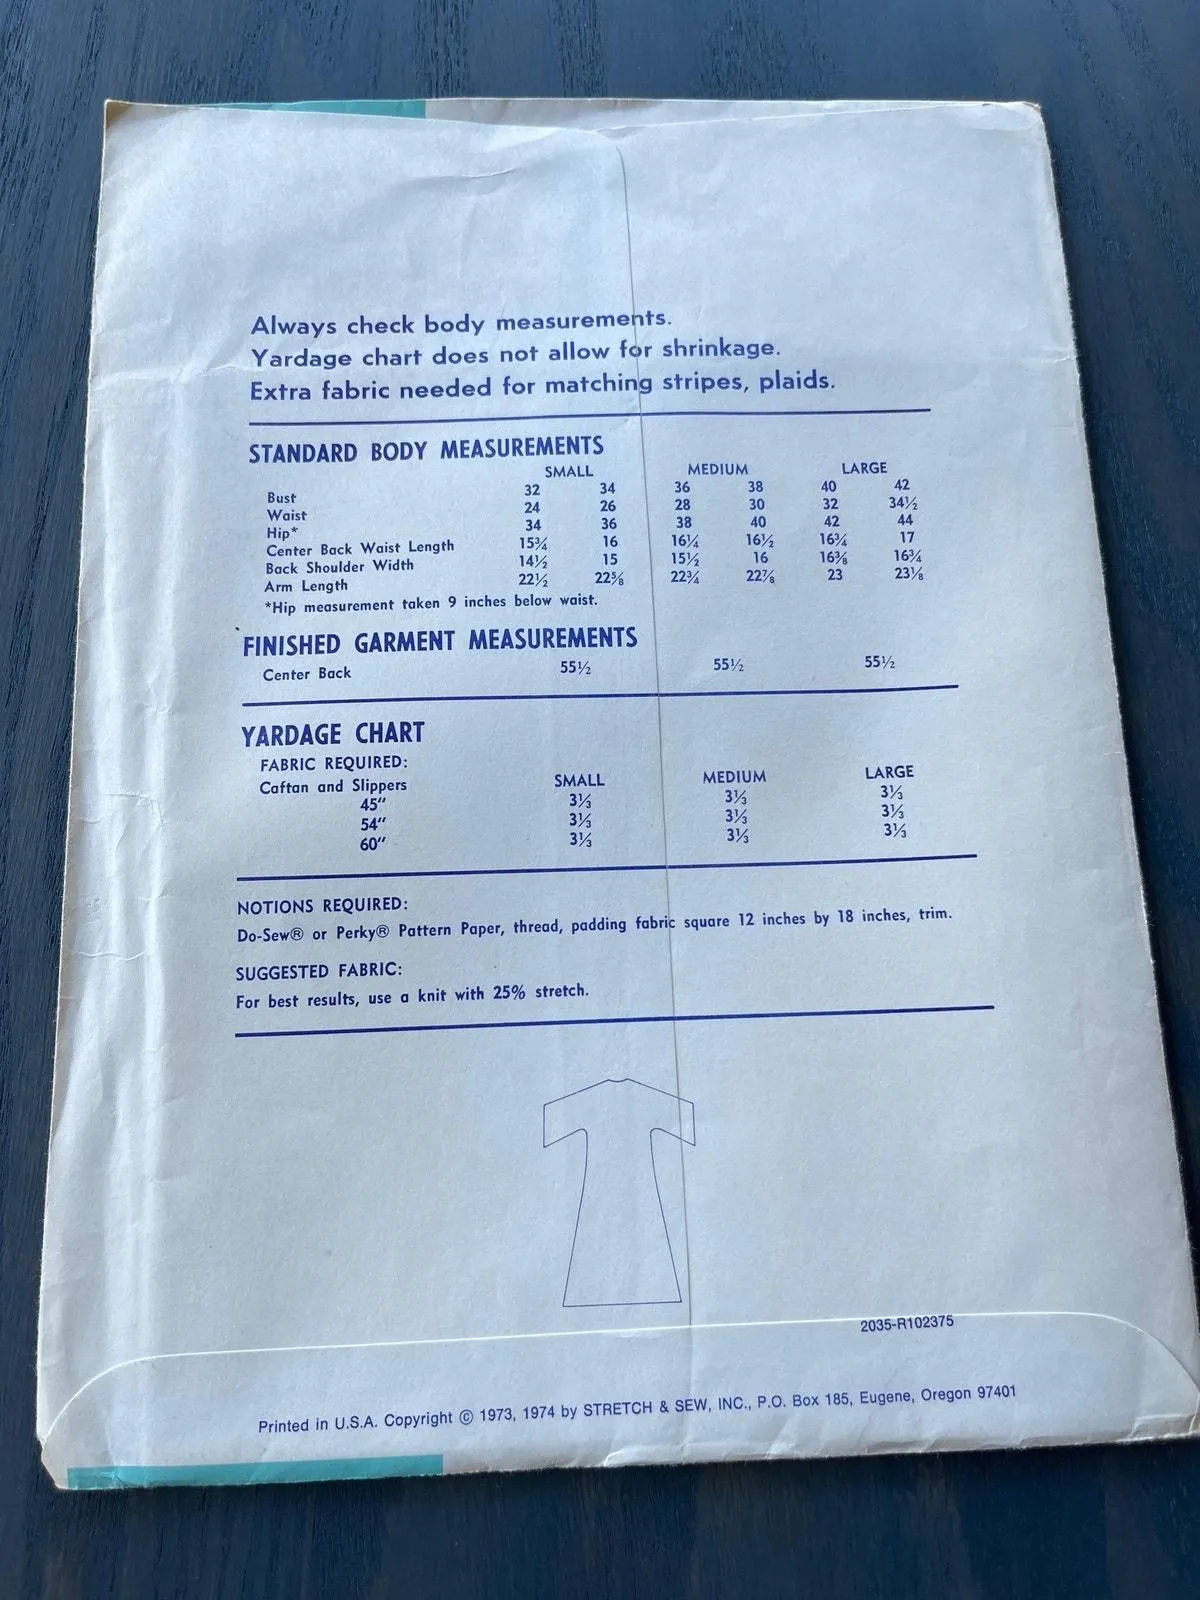 Always check body measurements.
Yardage chart does not allow for shrinkage.
Extra fabric needed for matching stripes, plaids.
STANDARD BODY MEASUREMENTS
SMALL MEDIUM LARGE
Bust 32 34 36 38 40 42
Waist 24 26 28 30 32 34½
Hip* 34 36 38 40 42 44
Center Back Waist Length 15¾ 16 16¼ 16½ 16¾ 17
Back Shoulder Width 14½ 15 15½ 16 16⅜ 16¾
Arm Length 22½ 22⅝ 22¾ 22⅞ 23 23⅛
*Hip measurement taken 9 inches below waist.
FINISHED GARMENT MEASUREMENTS
Center Back 55½ 55½ 55½
YARDAGE CHART
FABRIC REQUIRED:
Caftan and Slippers SMALL MEDIUM LARGE
45" 3⅓ 3⅓ 3⅓
54" 3⅓ 3⅓ 3⅓
60" 3⅓ 3⅓ 3⅓
NOTIONS REQUIRED:
Do-Sew® or Perky® Pattern Paper, thread, padding fabric square 12 inches by 18 inches, trim.
SUGGESTED FABRIC:
For best results, use a knit with 25% stretch.
2035-R102375
Printed in U.S.A. Copyright © 1973, 1974 by STRETCH & SEW, INC., P.O. Box 185, Eugene, Oregon 97401